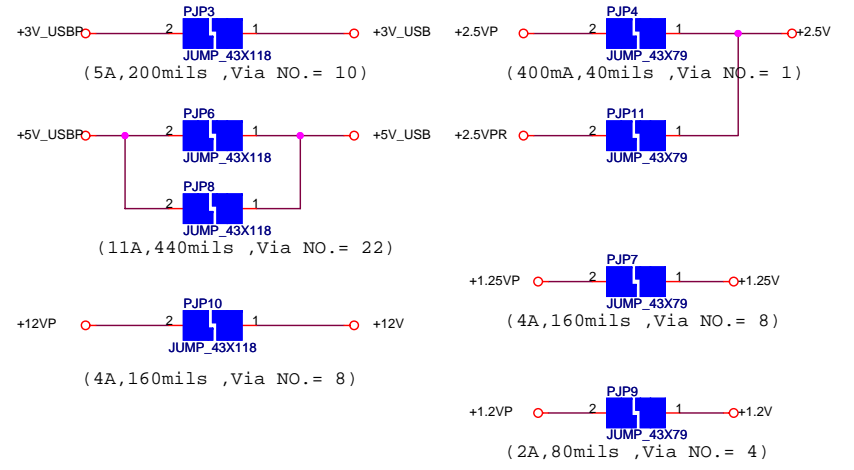 PJP3
+3V_USBP 2 1 +3V_USB
JUMP_43X118
(5A,200mils ,Via NO.= 10)
PJP6
+5V_USBP 2 1 +5V_USB
JUMP_43X118
PJP8
2 1
JUMP_43X118
(11A,440mils ,Via NO.= 22)
PJP10
+12VP 2 1 +12V
JUMP_43X118
(4A,160mils ,Via NO.= 8)
PJP4
+2.5VP 2 1 +2.5V
JUMP_43X79
(400mA,40mils ,Via NO.= 1)
PJP11
+2.5VPR 2 1
JUMP_43X79
PJP7
+1.25VP 2 1 +1.25V
JUMP_43X79
(4A,160mils ,Via NO.= 8)
PJP9
+1.2VP 2 1 +1.2V
JUMP_43X79
(2A,80mils ,Via NO.= 4)